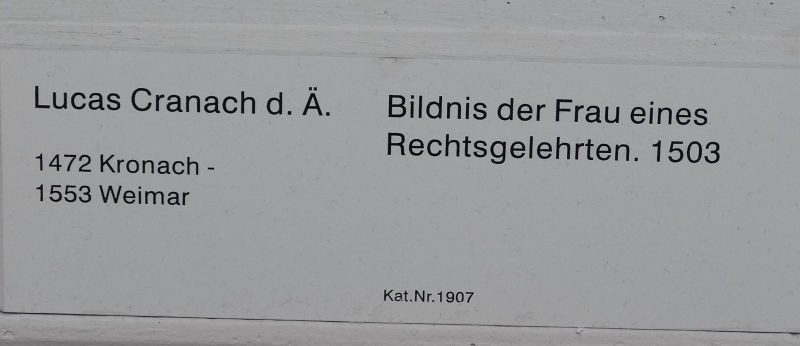 Lucas Cranach d. Ä.
1472 Kronach -
1553 Weimar
Bildnis der Frau eines
Rechtsgelehrten. 1503
Kat.Nr.1907